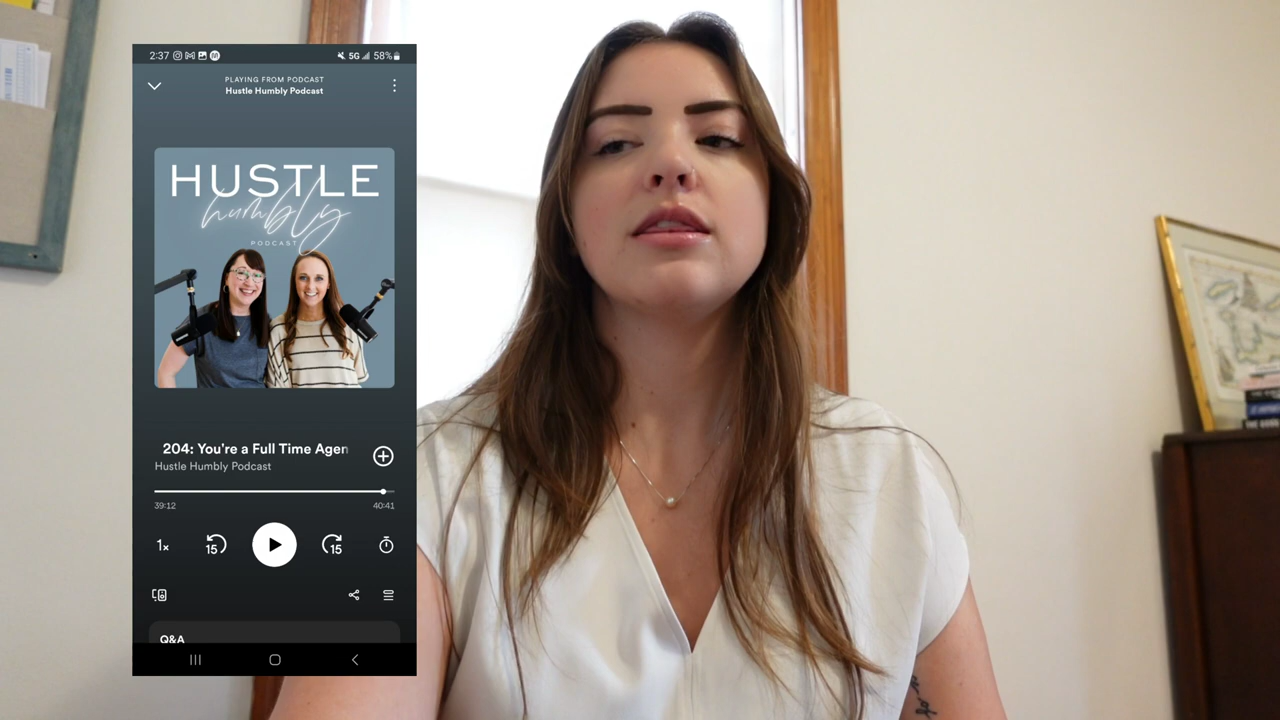 2:37
5G
58%
PLAYING FROM PODCAST
Hustle Humbly Podcast
HUSTLE
humbly
PODCAST
204: You're a Full Time Agen
Hustle Humbly Podcast
39:12
40:41
1x
15
15
Q&A